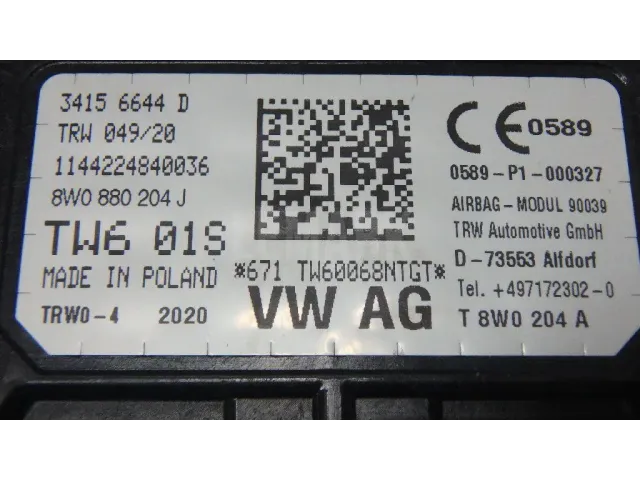 3415 6644 D
TRW 049/20
1144224840036
8W0 880 204 J
TW6 01S
MADE IN POLAND
TRW0-4 2020
*671 TW60068NTGT*
VW AG
CE 0589
0589-P1-000327
AIRBAG-MODUL 90039
TRW Automotive GmbH
D-73553 Alfdorf
Tel. +497172302-0
T 8W0 204 A